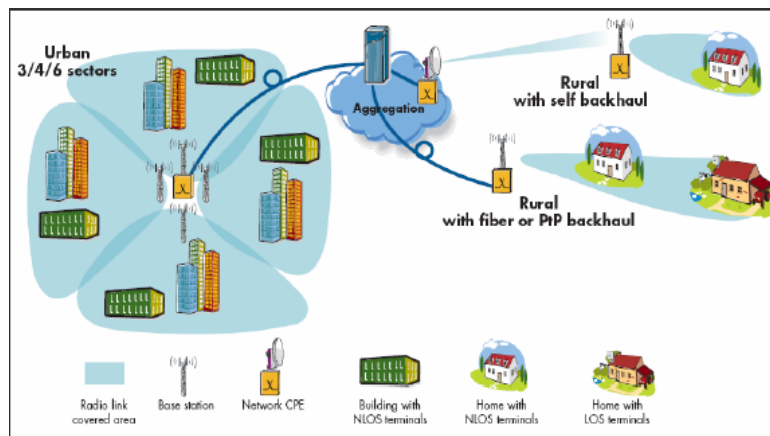 Urban
3/4/6 sectors
Aggregation
Rural
with self backhaul
Rural
with fiber or PtP backhaul
Radio link
covered area
Base station
Network CPE
Building with
NLOS terminals
Home with
NLOS terminals
Home with
LOS terminals